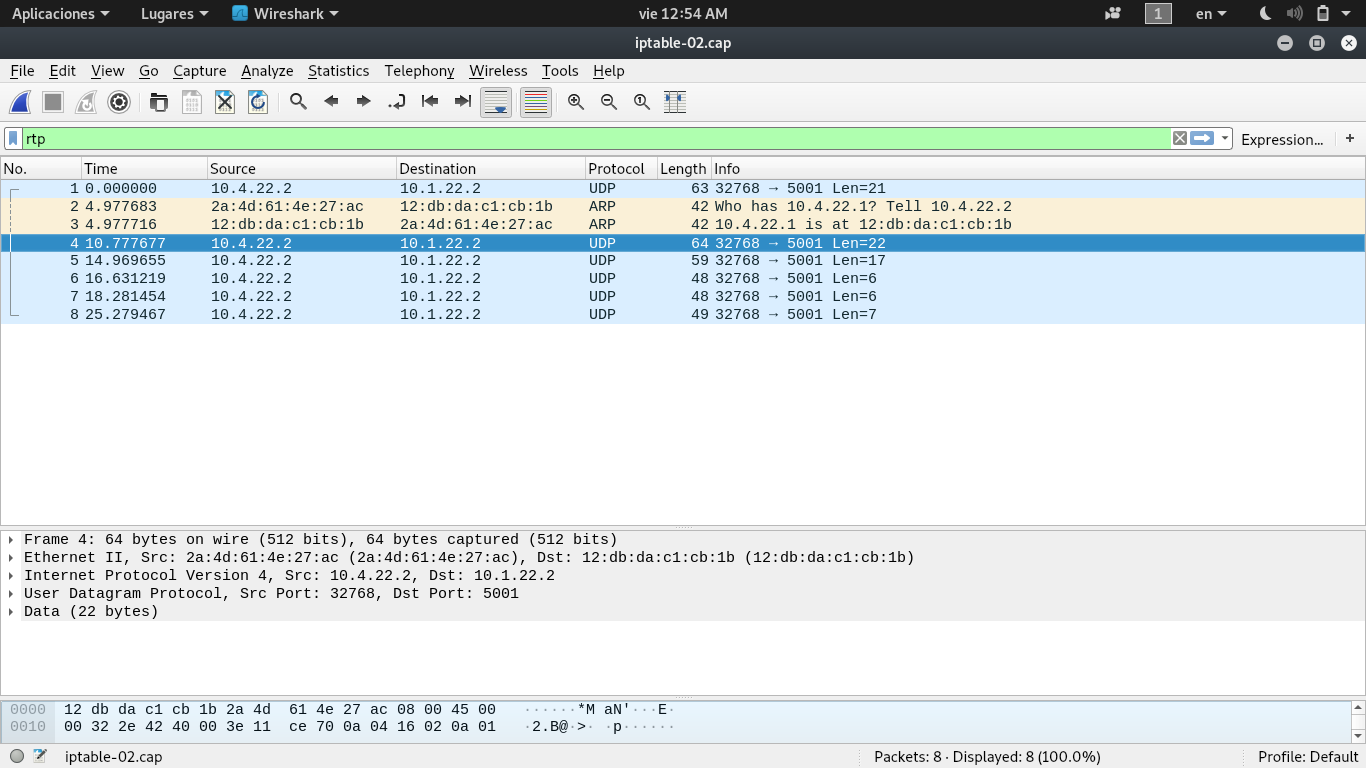 Aplicaciones Lugares Wireshark vie 12:54 AM 1 en
iptable-02.cap
File Edit View Go Capture Analyze Statistics Telephony Wireless Tools Help
rtp Expression... +
No. Time Source Destination Protocol Length Info
1 0.000000 10.4.22.2 10.1.22.2 UDP 63 32768 → 5001 Len=21
2 4.977683 2a:4d:61:4e:27:ac 12:db:da:c1:cb:1b ARP 42 Who has 10.4.22.1? Tell 10.4.22.2
3 4.977716 12:db:da:c1:cb:1b 2a:4d:61:4e:27:ac ARP 42 10.4.22.1 is at 12:db:da:c1:cb:1b
4 10.777677 10.4.22.2 10.1.22.2 UDP 64 32768 → 5001 Len=22
5 14.969655 10.4.22.2 10.1.22.2 UDP 59 32768 → 5001 Len=17
6 16.631219 10.4.22.2 10.1.22.2 UDP 48 32768 → 5001 Len=6
7 18.281454 10.4.22.2 10.1.22.2 UDP 48 32768 → 5001 Len=6
8 25.279467 10.4.22.2 10.1.22.2 UDP 49 32768 → 5001 Len=7
Frame 4: 64 bytes on wire (512 bits), 64 bytes captured (512 bits)
Ethernet II, Src: 2a:4d:61:4e:27:ac (2a:4d:61:4e:27:ac), Dst: 12:db:da:c1:cb:1b (12:db:da:c1:cb:1b)
Internet Protocol Version 4, Src: 10.4.22.2, Dst: 10.1.22.2
User Datagram Protocol, Src Port: 32768, Dst Port: 5001
Data (22 bytes)
0000 12 db da c1 cb 1b 2a 4d 61 4e 27 ac 08 00 45 00 ······*M aN'···E·
0010 00 32 2e 42 40 00 3e 11 ce 70 0a 04 16 02 0a 01 ·2.B@·>· ·p······
iptable-02.cap Packets: 8 · Displayed: 8 (100.0%) Profile: Default